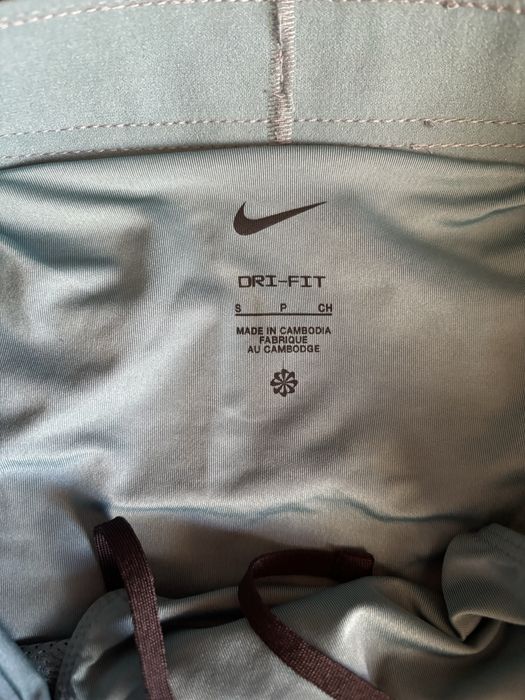 DRI-FIT
S P CH
MADE IN CAMBODIA
FABRIQUE
AU CAMBODGE